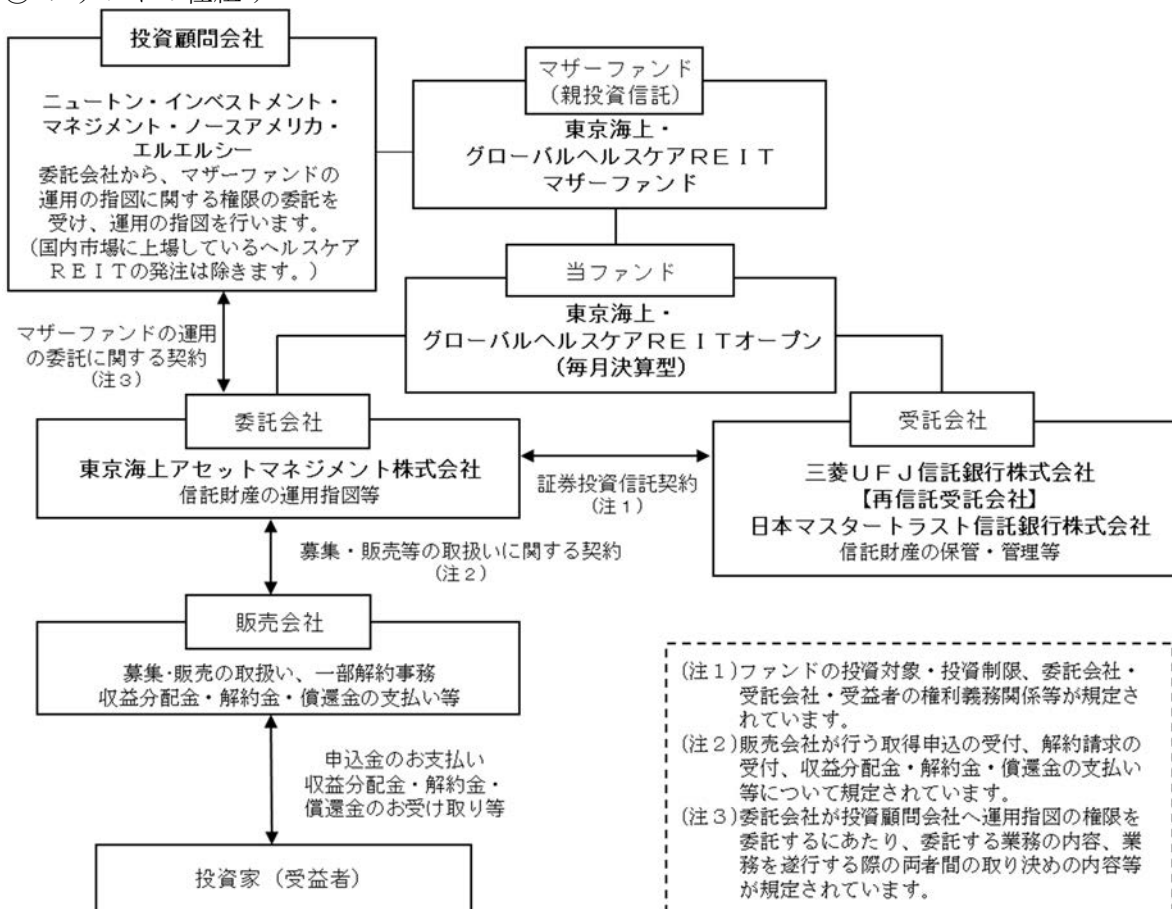 投資顧問会社
ニュートン・インベストメント・
マネジメント・ノースアメリカ・
エルエルシー
委託会社から、マザーファンドの
運用の指図に関する権限の委託を
受け、運用の指図を行います。
(国内市場に上場しているヘルスケア
ＲＥＩＴの発注は除きます。)
マザーファンド
(親投資信託)
東京海上・
グローバルヘルスケアＲＥＩＴ
マザーファンド
当ファンド
東京海上・
グローバルヘルスケアＲＥＩＴオープン
(毎月決算型)
マザーファンドの運用
の委託に関する契約
(注３)
委託会社
東京海上アセットマネジメント株式会社
信託財産の運用指図等
証券投資信託契約
(注１)
受託会社
三菱ＵＦＪ信託銀行株式会社
【再信託受託会社】
日本マスタートラスト信託銀行株式会社
信託財産の保管・管理等
募集・販売等の取扱いに関する契約
(注２)
販売会社
募集・販売の取扱い、一部解約事務
収益分配金・解約金・償還金の支払い等
申込金のお支払い
収益分配金・解約金・
償還金のお受け取り等
投資家（受益者）
(注１)ファンドの投資対象・投資制限、委託会社・
受託会社・受益者の権利義務関係等が規定さ
れています。
(注２)販売会社が行う取得申込の受付、解約請求の
受付、収益分配金・解約金・償還金の支払い
等について規定されています。
(注３)委託会社が投資顧問会社へ運用指図の権限を
委託するにあたり、委託する業務の内容、業
務を遂行する際の両者間の取り決めの内容等
が規定されています。